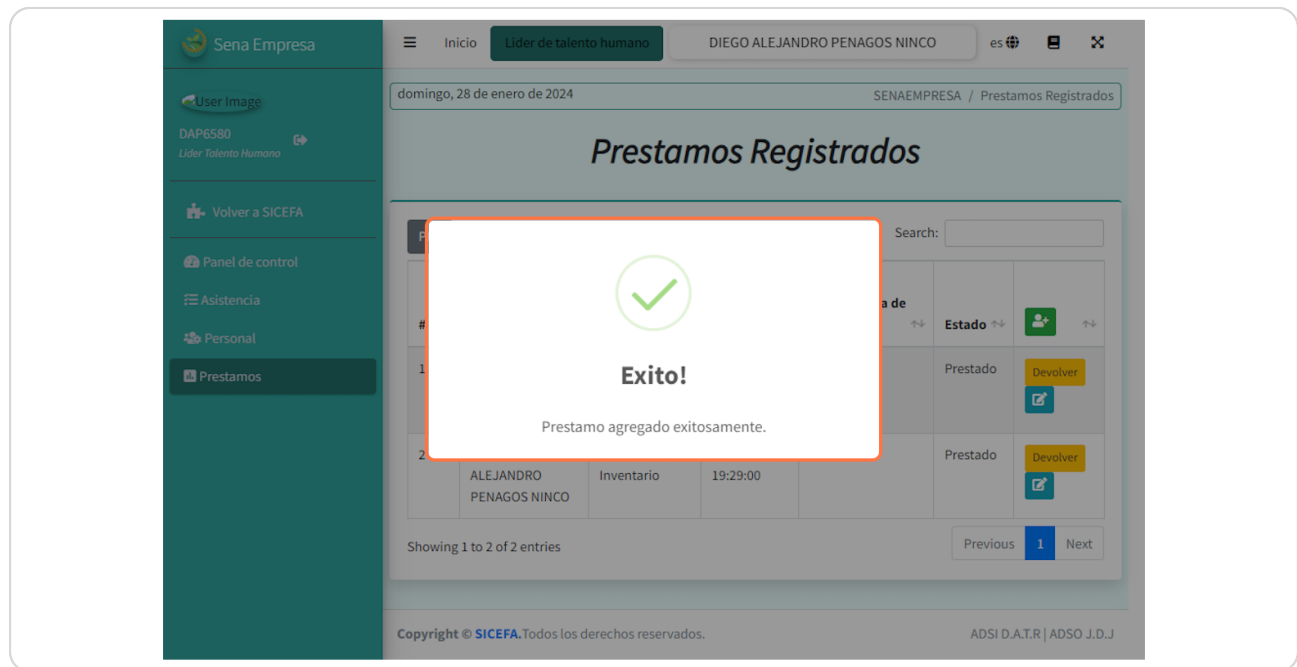 Sena Empresa
Inicio
Lider de talento humano
DIEGO ALEJANDRO PENAGOS NINCO
es
User Image
domingo, 28 de enero de 2024
SENAEMPRESA / Prestamos Registrados
DAP6580
Lider Talento Humano
Prestamos Registrados
Volver a SICEFA
Search:
Panel de control
Asistencia
Personal
Prestamos
#
a de
Estado
1
Prestado
Devolver
Exito!
Prestamo agregado exitosamente.
2
Prestado
Devolver
ALEJANDRO
Inventario
19:29:00
PENAGOS NINCO
Showing 1 to 2 of 2 entries
Previous
1
Next
Copyright © SICEFA.Todos los derechos reservados.
ADSI D.A.T.R | ADSO J.D.J